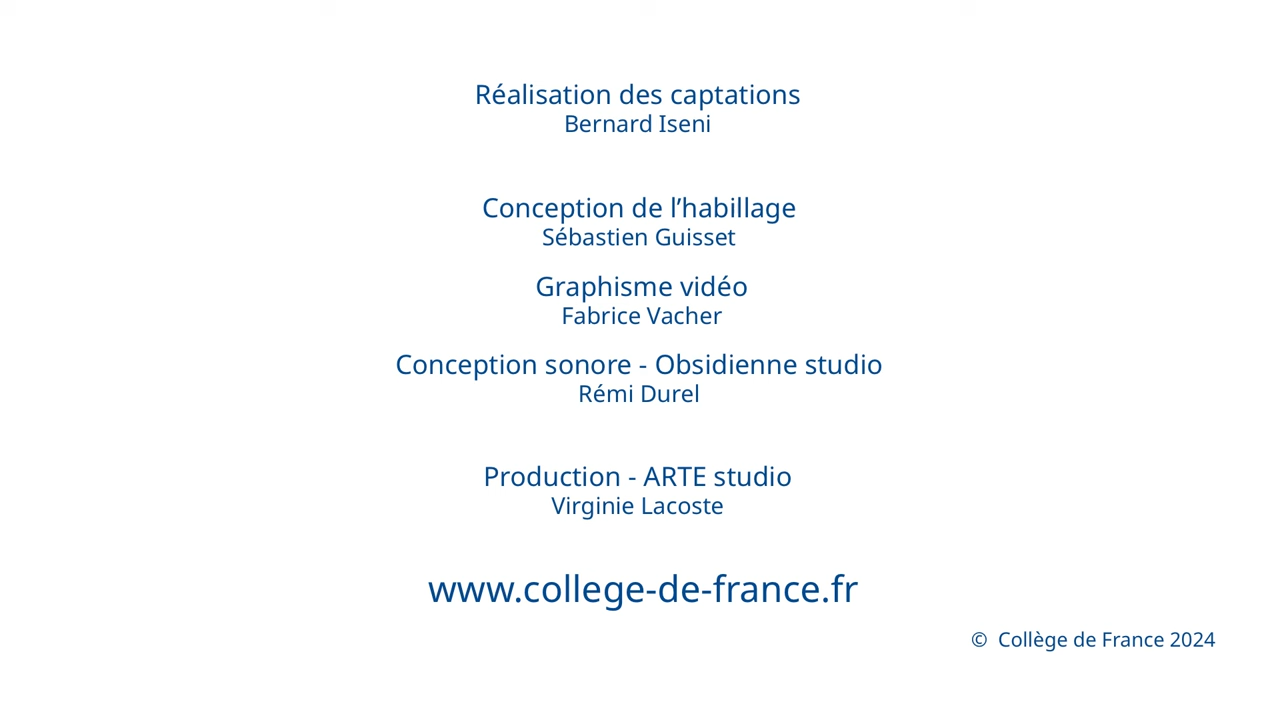 Réalisation des captations
Bernard Iseni
Conception de l’habillage
Sébastien Guisset
Graphisme vidéo
Fabrice Vacher
Conception sonore - Obsidienne studio
Rémi Durel
Production - ARTE studio
Virginie Lacoste
www.college-de-france.fr
© Collège de France 2024